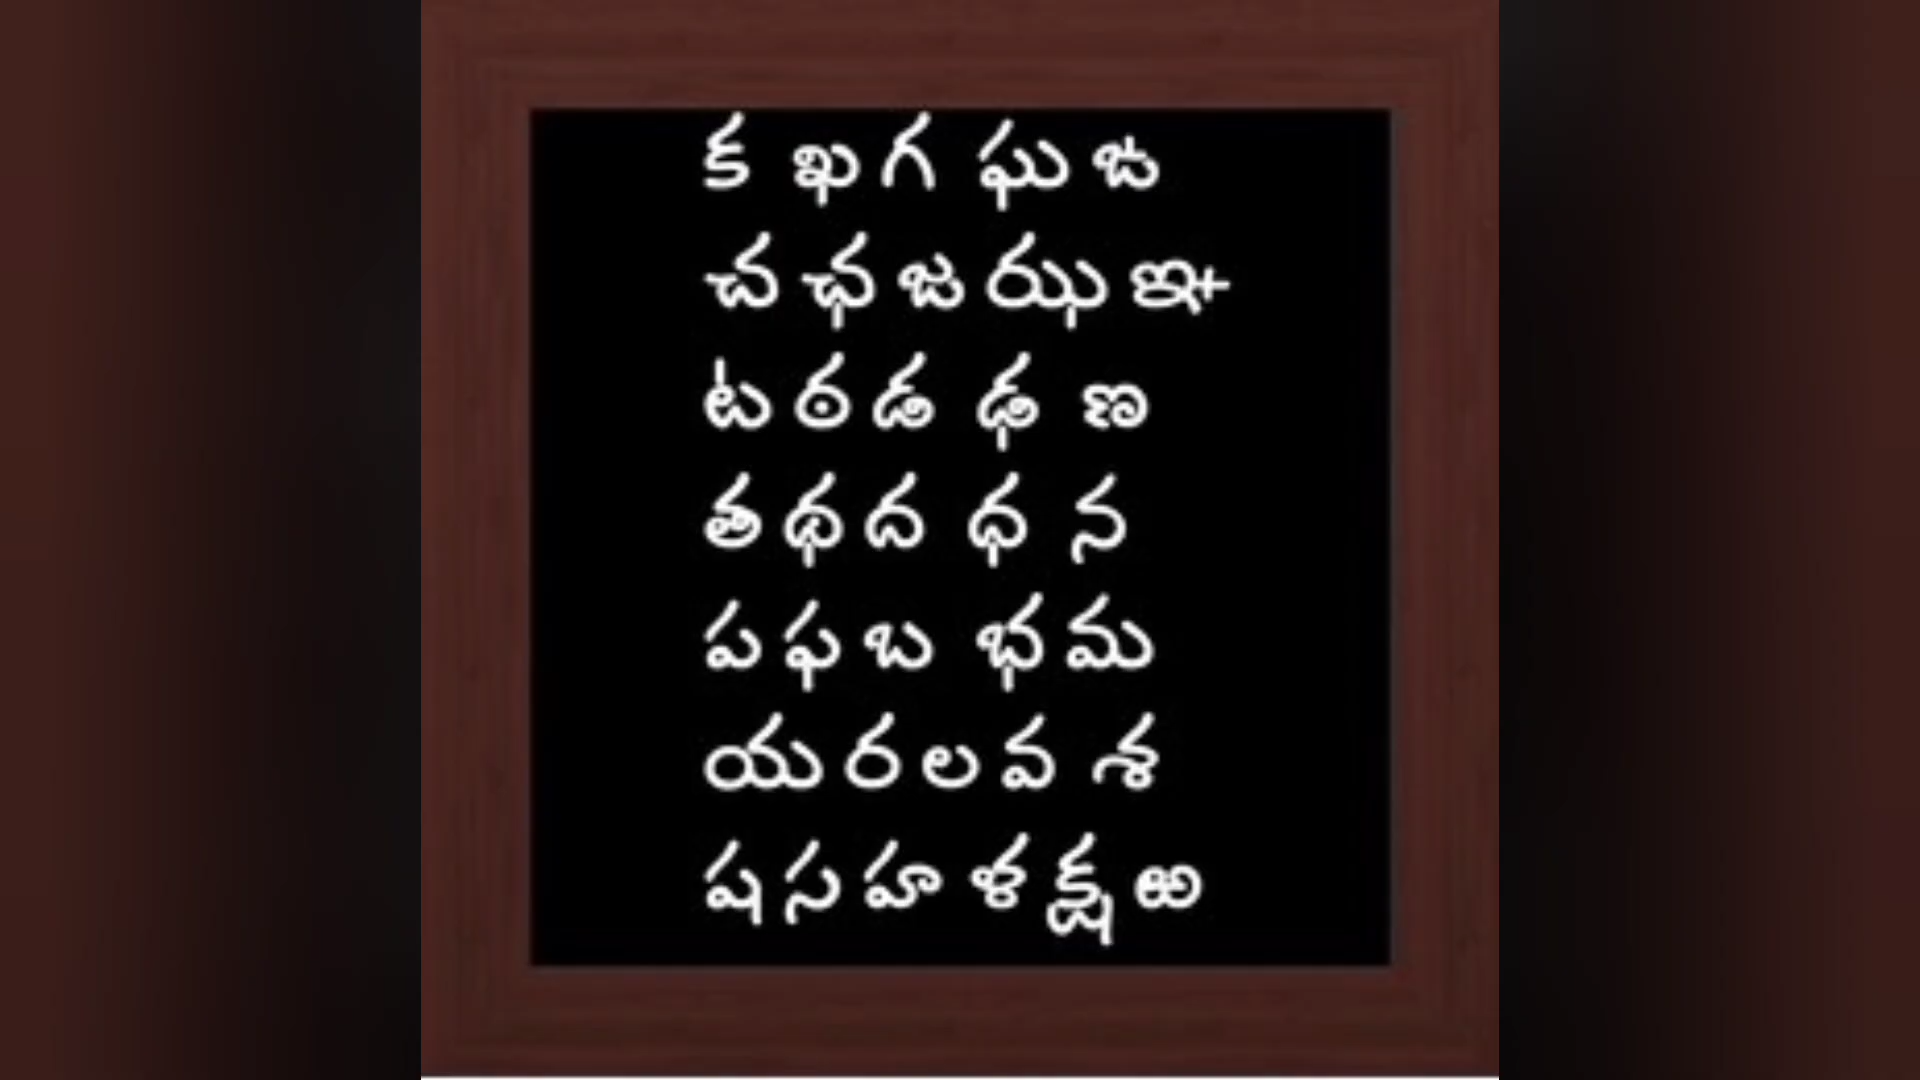 క ఖ గ ఘ ఙ
చ ఛ జ ఝ ఞ
ట ఠ డ ఢ ణ
త థ ద ధ న
ప ఫ బ భ మ
య ర ల వ శ
ష స హ ళ క్ష ఱ